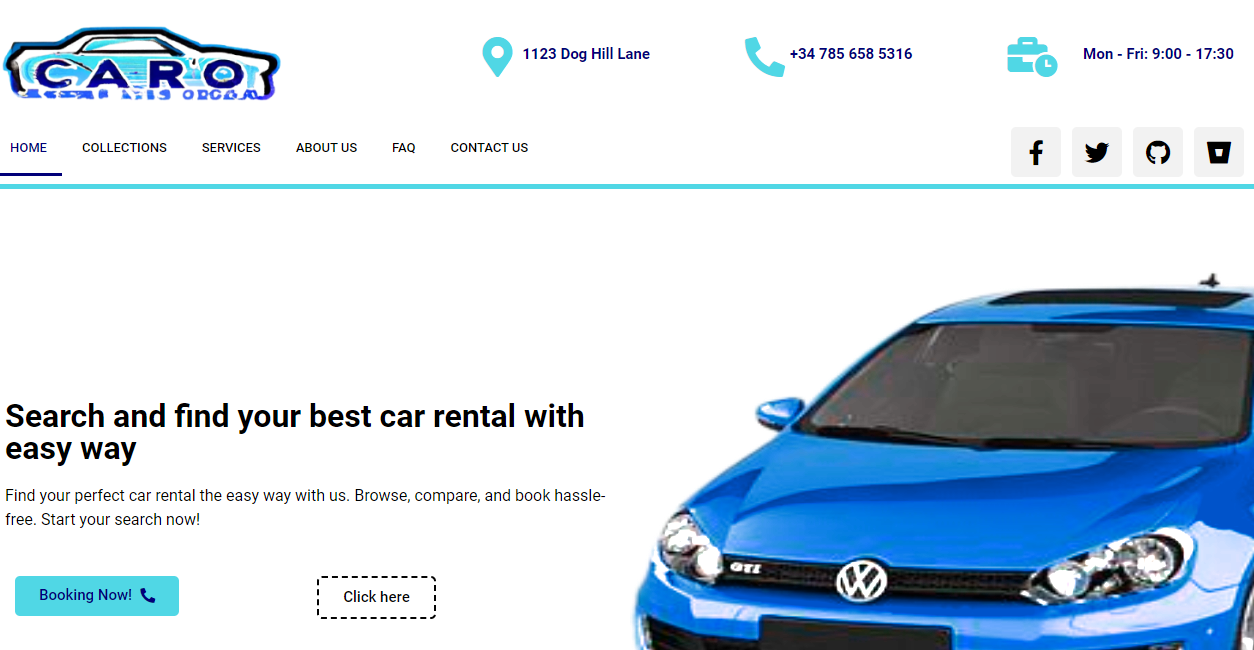 CARO
1123 Dog Hill Lane
+34 785 658 5316
Mon - Fri: 9:00 - 17:30
HOME
COLLECTIONS
SERVICES
ABOUT US
FAQ
CONTACT US
Search and find your best car rental with
easy way
Find your perfect car rental the easy way with us. Browse, compare, and book hassle-
free. Start your search now!
Booking Now!
Click here
GTI